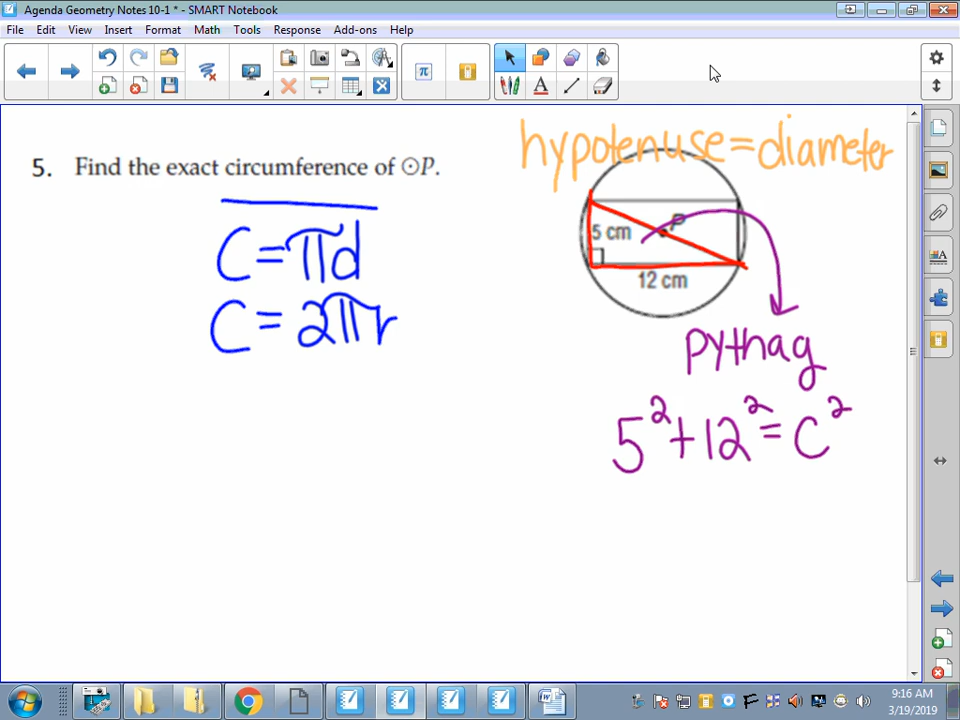 Agenda Geometry Notes 10-1 * - SMART Notebook
File Edit View Insert Format Math Tools Response Add-ons Help
π A
hypotenuse=diameter
5. Find the exact circumference of ⊙P.
P
5 cm
12 cm
C=πd
C=2πr
pythag
5²+12²=C²
W
9:16 AM
3/19/2019